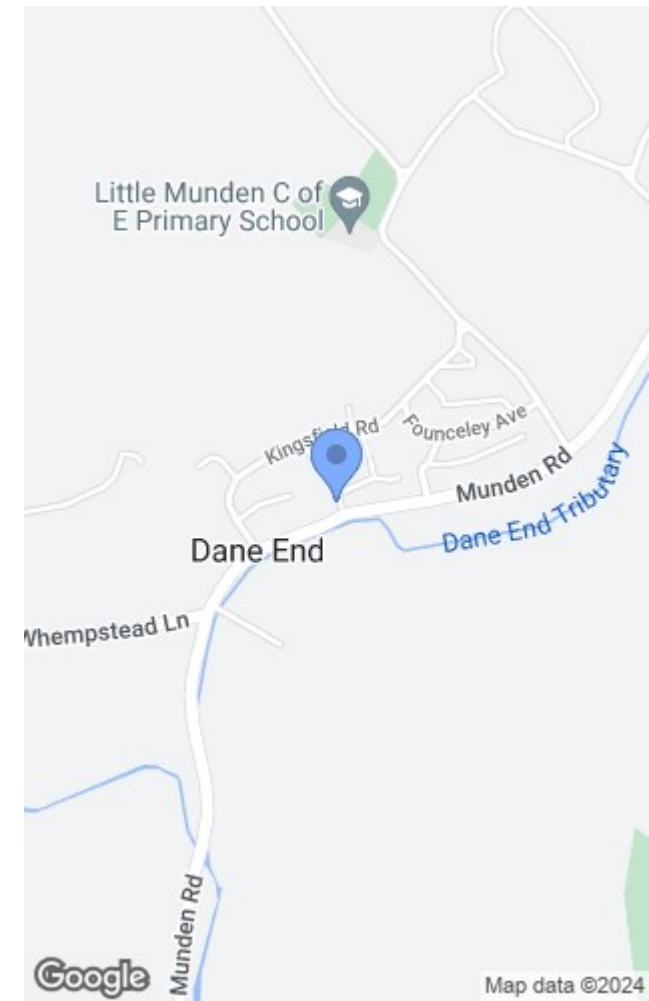 Little Munden C of
E Primary School
Kingsfield Rd
Founceley Ave
Munden Rd
Dane End Tributary
Dane End
Whempstead Ln
Munden Rd
Google
Map data ©2024